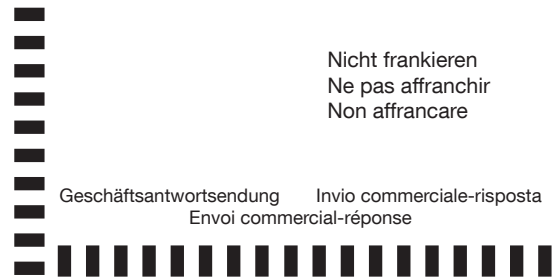 Nicht frankieren
Ne pas affranchir
Non affrancare
Geschäftsantwortsendung Invio commerciale-risposta
Envoi commercial-réponse